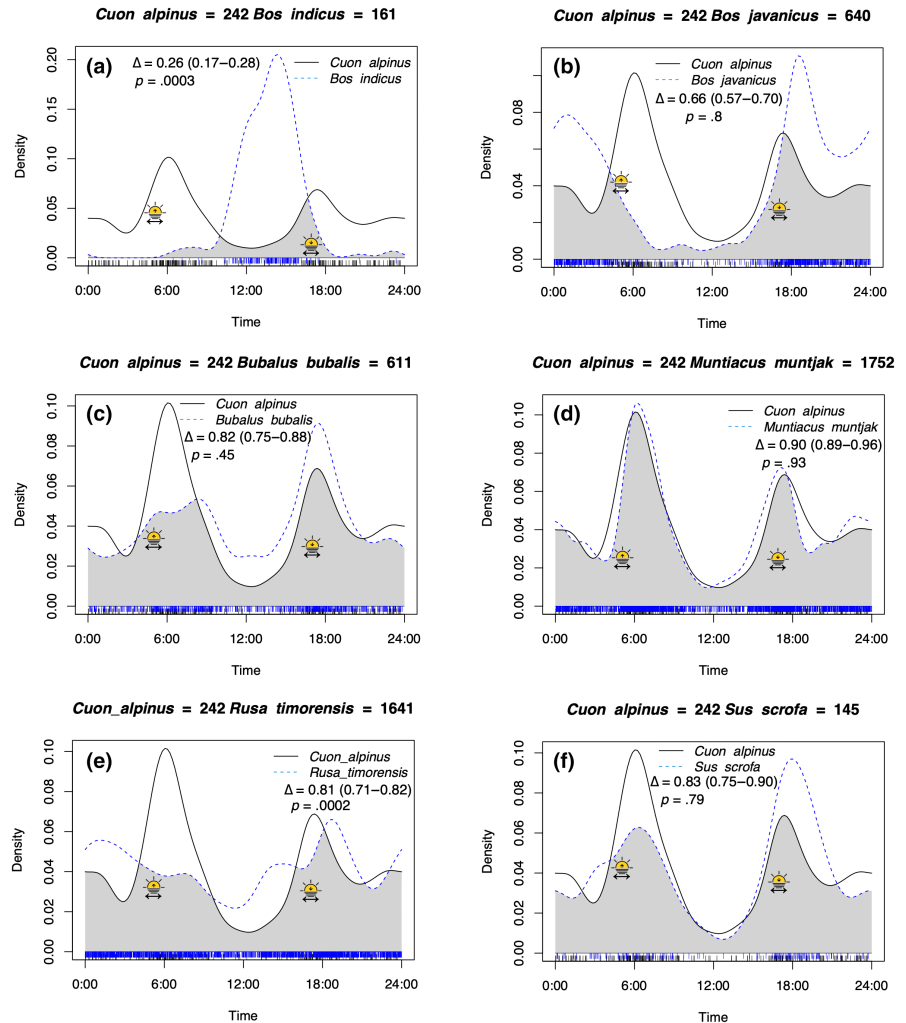 Cuon alpinus = 242 Bos indicus = 161
(a)
Δ = 0.26 (0.17–0.28)
p = .0003
Cuon alpinus
Bos indicus
Density
0.00 0.05 0.10 0.15 0.20
0:00 6:00 12:00 18:00 24:00
Time
Cuon alpinus = 242 Bos javanicus = 640
(b)
Cuon alpinus
Bos javanicus
Δ = 0.66 (0.57–0.70)
p = .8
Density
0.00 0.04 0.08
0:00 6:00 12:00 18:00 24:00
Time
Cuon alpinus = 242 Bubalus bubalis = 611
(c)
Cuon alpinus
Bubalus bubalis
Δ = 0.82 (0.75–0.88)
p = .45
Density
0.00 0.02 0.04 0.06 0.08 0.10
0:00 6:00 12:00 18:00 24:00
Time
Cuon alpinus = 242 Muntiacus muntjak = 1752
(d)
Cuon alpinus
Muntiacus muntjak
Δ = 0.90 (0.89–0.96)
p = .93
Density
0.00 0.02 0.04 0.06 0.08 0.10
0:00 6:00 12:00 18:00 24:00
Time
Cuon_alpinus = 242 Rusa timorensis = 1641
(e)
Cuon_alpinus
Rusa_timorensis
Δ = 0.81 (0.71–0.82)
p = .0002
Density
0.00 0.02 0.04 0.06 0.08 0.10
0:00 6:00 12:00 18:00 24:00
Time
Cuon alpinus = 242 Sus scrofa = 145
(f)
Cuon alpinus
Sus scrofa
Δ = 0.83 (0.75–0.90)
p = .79
Density
0.00 0.02 0.04 0.06 0.08 0.10
0:00 6:00 12:00 18:00 24:00
Time